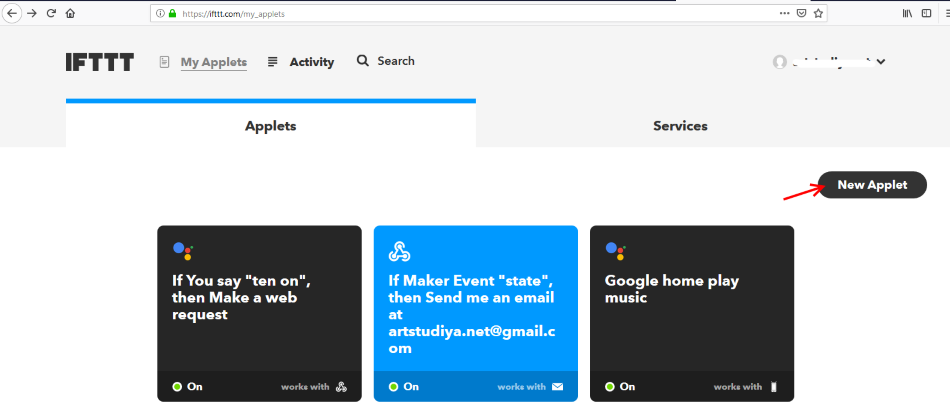 https://ifttt.com/my_applets
IFTTT My Applets Activity Search
Applets Services
New Applet
If You say "ten on",
then Make a web
request
On works with
If Maker Event "state",
then Send me an email
at
artstudiya.net@gmail.c
om
On works with
Google home play
music
On works with